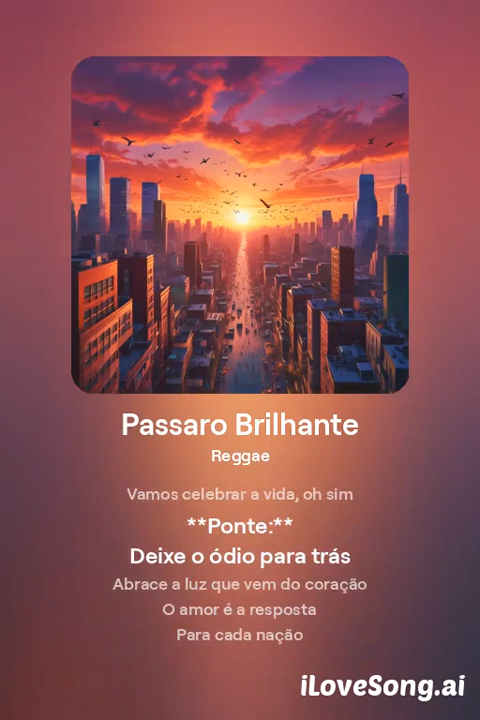 Passaro Brilhante
Reggae
Vamos celebrar a vida, oh sim
**Ponte:**
Deixe o ódio para trás
Abrace a luz que vem do coração
O amor é a resposta
Para cada nação
iLoveSong.ai